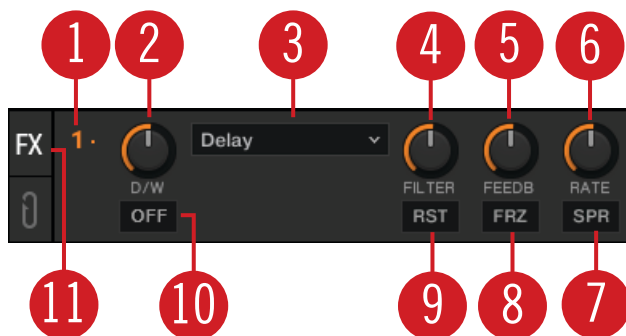 1 2 3 4 5 6
FX 1 Delay
D/W FILTER FEEDB RATE
OFF RST FRZ SPR
11 10 9 8 7